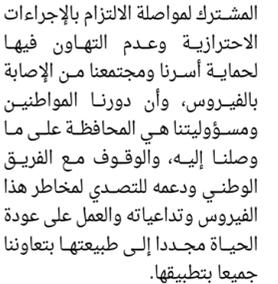 المشترك لمواصلة الالتزام بالإجراءات
الاحترازية وعدم التهاون فيها
لحماية أسرنا ومجتمعنا من الإصابة
بالفيروس، وأن دورنا المواطنين
ومسؤوليتنا هي المحافظة على ما
وصلنا إليه، والوقوف مع الفريق
الوطني ودعمه للتصدي لمخاطر هذا
الفيروس وتداعياته والعمل على عودة
الحياة مجددا إلى طبيعتها بتعاوننا
جميعا بتطبيقها.